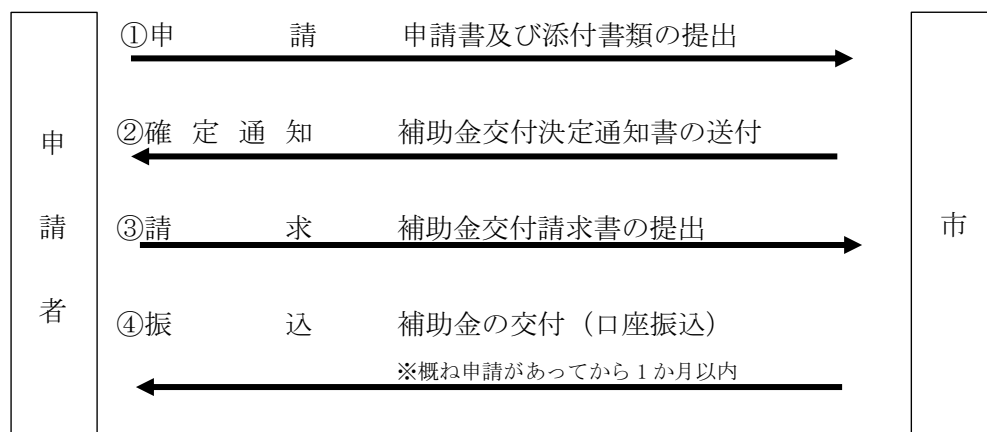 申請者
①申請 申請書及び添付書類の提出
②確定通知 補助金交付決定通知書の送付
③請求 補助金交付請求書の提出
④振込 補助金の交付（口座振込）
※概ね申請があってから１か月以内
市